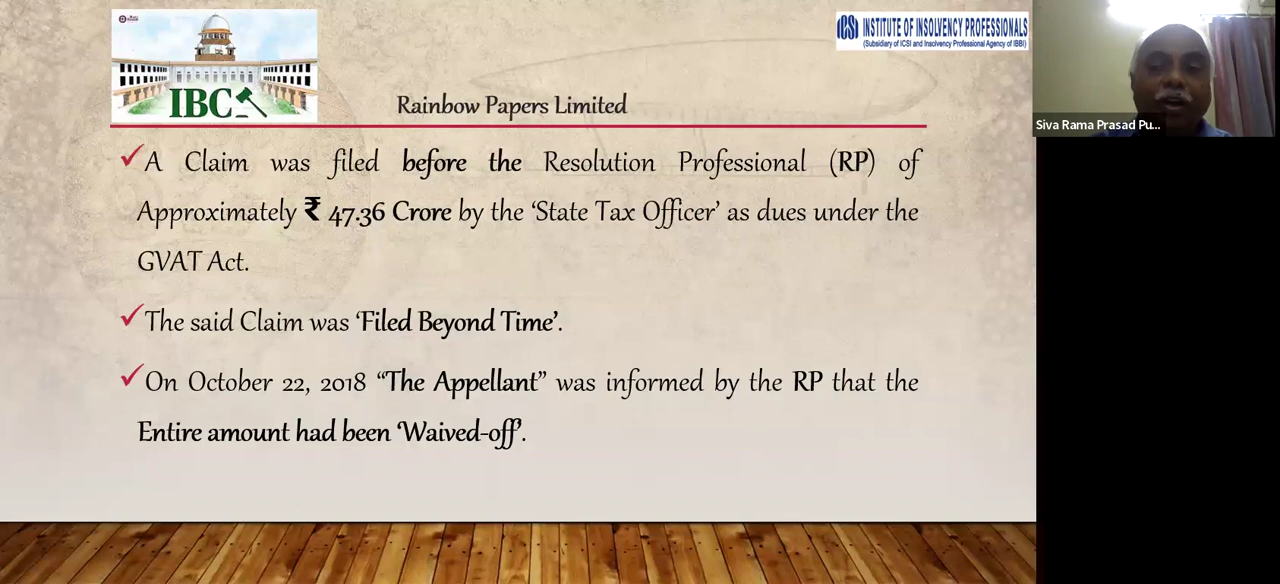 IBC
ICSI INSTITUTE OF INSOLVENCY PROFESSIONALS
(Subsidiary of ICSI and Insolvency Professional Agency of IBBI)
Siva Rama Prasad Pu...
Rainbow Papers Limited
✓A Claim was filed before the Resolution Professional (RP) of
Approximately ₹ 47.36 Crore by the ‘State Tax Officer’ as dues under the
GVAT Act.
✓The said Claim was ‘Filed Beyond Time’.
✓On October 22, 2018 “The Appellant” was informed by the RP that the
Entire amount had been ‘Waived-off’.